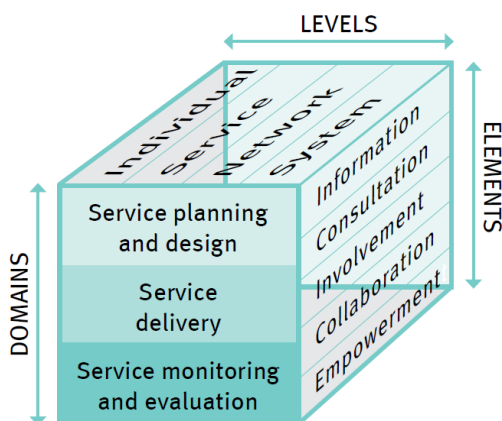 LEVELS
Individual
Service
Network
System
ELEMENTS
Information
Consultation
Involvement
Collaboration
Empowerment
DOMAINS
Service planning
and design
Service
delivery
Service monitoring
and evaluation